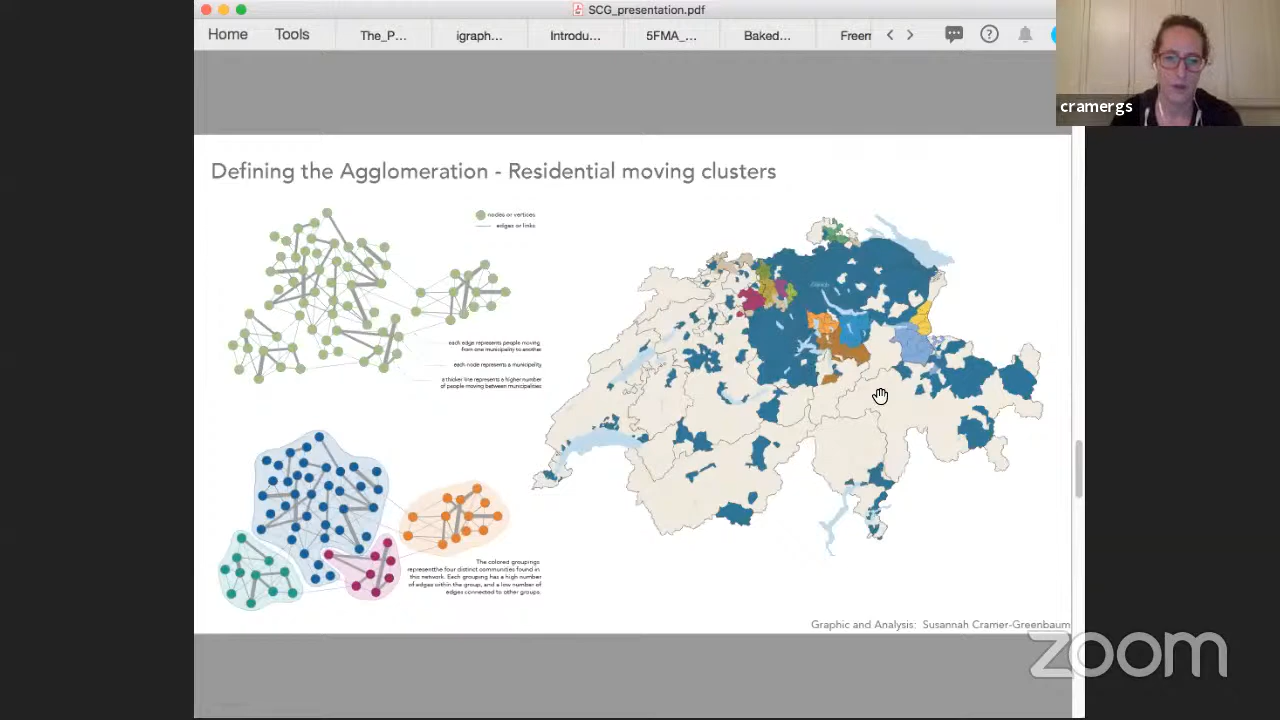 SCG_presentation.pdf
Home
Tools
The_P...
igraph...
Introdu...
5FMA_...
Baked...
Freen
cramergs
Defining the Agglomeration - Residential moving clusters
nodes or vertices
edges or links
each edge represents people moving
from one municipality to another
each node represents a municipality
a thicker line represents a higher number
of people moving between muncipalities
Zürich
The colored groupings
representthe four distinct communities found in
this network. Each grouping has a high number
of edges within the group, and a low number of
edges connected to other groups.
Graphic and Analysis: Susannah Cramer-Greenbaum
zoom